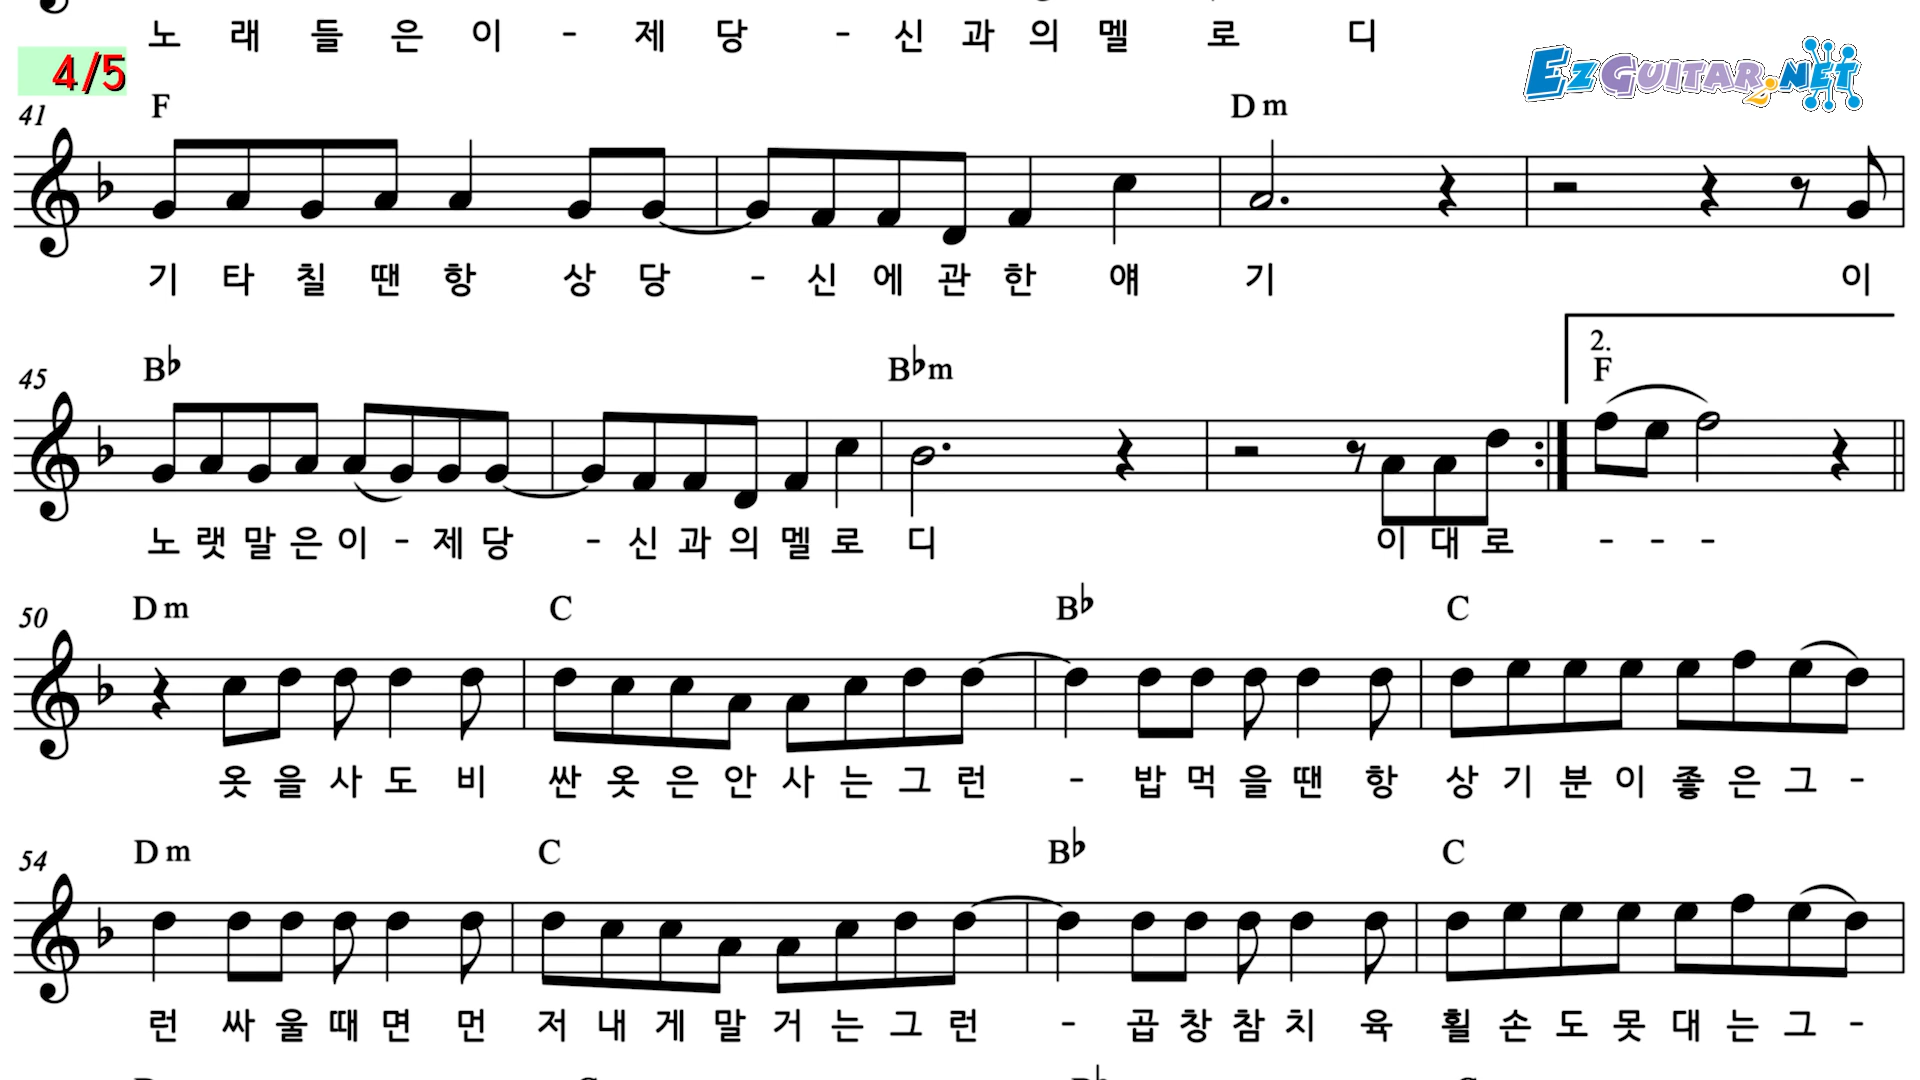 노 래 들 은 이 - 제 당 - 신 과 의 멜 로 디
4/5
EzGuitar2.net
41 F Dm
기 타 칠 땐 항 상 당 - 신 에 관 한 얘 기 이
2.
45 B♭ B♭m F
노 랫 말 은 이 - 제 당 - 신 과 의 멜 로 디 이 대 로 - - -
50 Dm C B♭ C
옷 을 사 도 비 싼 옷 은 안 사 는 그 런 - 밥 먹 을 땐 항 상 기 분 이 좋 은 그 -
54 Dm C B♭ C
런 싸 울 때 면 먼 저 내 게 말 거 는 그 런 - 곱 창 참 치 육 횔 손 도 못 대 는 그 -